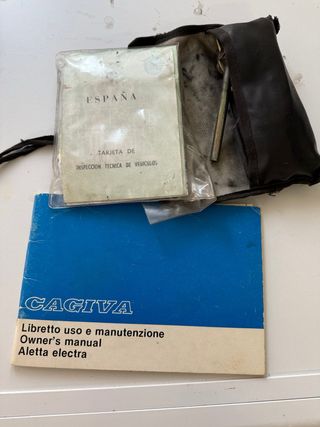 ESPAÑA
TARJETA DE
INSPECCION TECNICA DE VEHICULOS
CAGIVA
Libretto uso e manutenzione
Owner's manual
Aletta electra